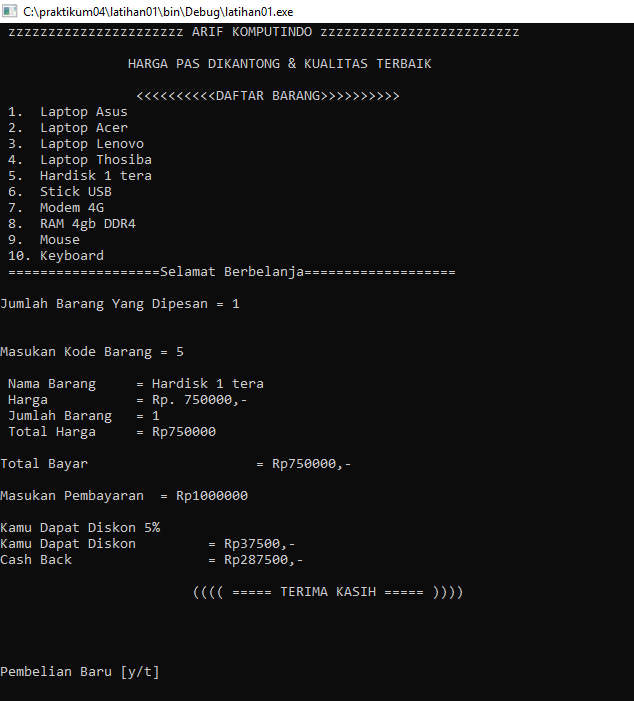 C:\praktikum04\latihan01\bin\Debug\latihan01.exe
zzzzzzzzzzzzzzzzzzzzzz ARIF KOMPUTINDO zzzzzzzzzzzzzzzzzzzzzzzzz
HARGA PAS DIKANTONG & KUALITAS TERBAIK
<<<<<<<<<<DAFTAR BARANG>>>>>>>>>>
1.  Laptop Asus
2.  Laptop Acer
3.  Laptop Lenovo
4.  Laptop Thosiba
5.  Hardisk 1 tera
6.  Stick USB
7.  Modem 4G
8.  RAM 4gb DDR4
9.  Mouse
10. Keyboard
===================Selamat Berbelanja===================
Jumlah Barang Yang Dipesan = 1
Masukan Kode Barang = 5
Nama Barang     = Hardisk 1 tera
Harga           = Rp. 750000,-
Jumlah Barang   = 1
Total Harga     = Rp750000
Total Bayar                     = Rp750000,-
Masukan Pembayaran  = Rp1000000
Kamu Dapat Diskon 5%
Kamu Dapat Diskon         = Rp37500,-
Cash Back                 = Rp287500,-
(((( ===== TERIMA KASIH ===== ))))
Pembelian Baru [y/t]